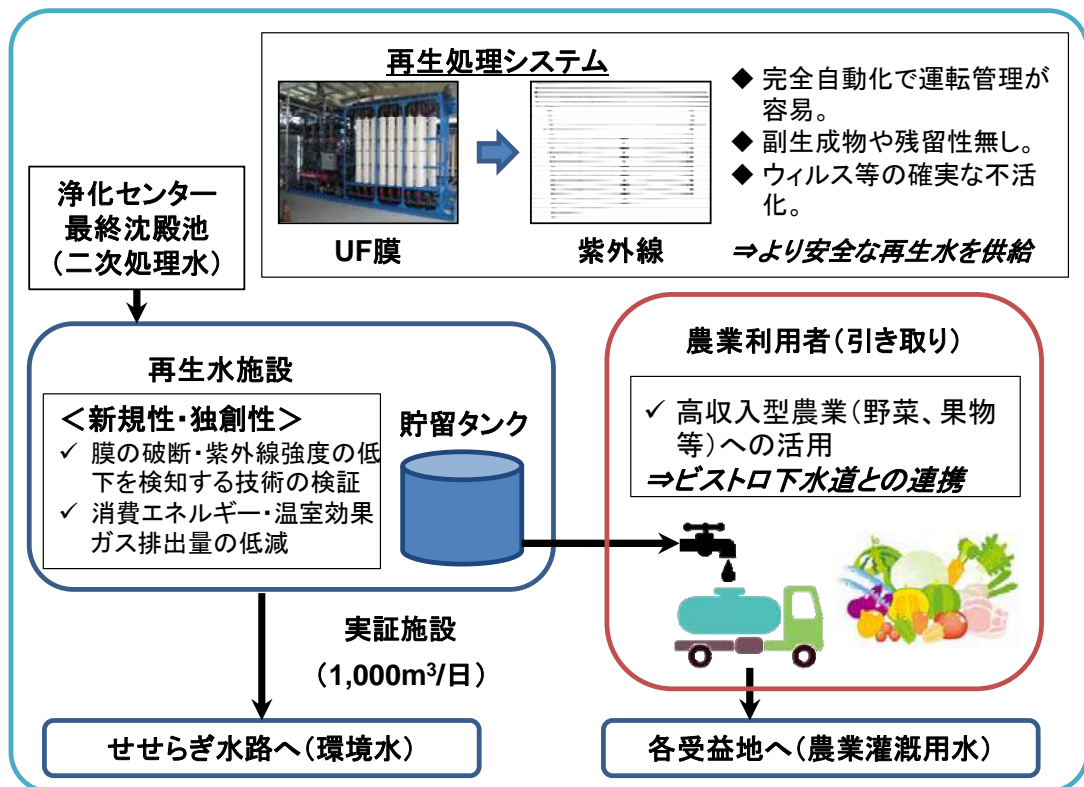 再生処理システム
UF膜
紫外線
◆ 完全自動化で運転管理が
容易。
◆ 副生成物や残留性無し。
◆ ウィルス等の確実な不活
化。
⇒より安全な再生水を供給
浄化センター
最終沈殿池
（二次処理水）
再生水施設
＜新規性・独創性＞
✓ 膜の破断・紫外線強度の低
下を検知する技術の検証
✓ 消費エネルギー・温室効果
ガス排出量の低減
貯留タンク
農業利用者（引き取り）
✓ 高収入型農業（野菜、果物
等）への活用
⇒ビストロ下水道との連携
実証施設
（1,000m³/日）
せせらぎ水路へ（環境水）
各受益地へ（農業灌漑用水）